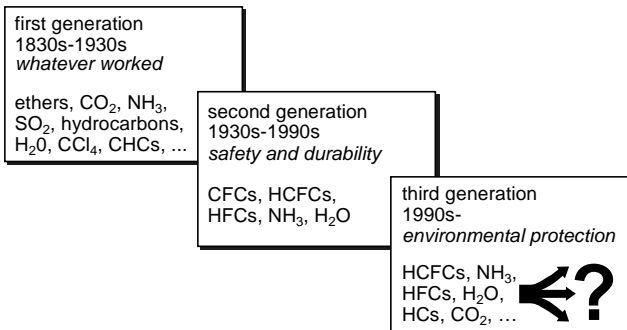 first generation
1830s-1930s
whatever worked
ethers, CO₂, NH₃,
SO₂, hydrocarbons,
H₂0, CCl₄, CHCs, ...
second generation
1930s-1990s
safety and durability
CFCs, HCFCs,
HFCs, NH₃, H₂O
third generation
1990s-
environmental protection
HCFCs, NH₃,
HFCs, H₂O,
HCs, CO₂, ...
?